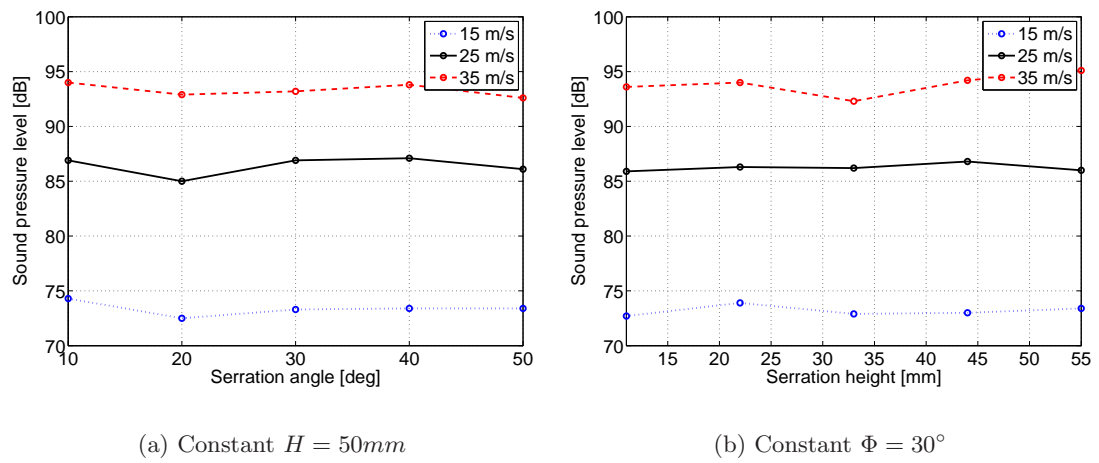 100
95
90
85
80
75
70
Sound pressure level [dB]
10 20 30 40 50
Serration angle [deg]
15 m/s
25 m/s
35 m/s
(a) Constant H = 50mm
100
95
90
85
80
75
70
Sound pressure level [dB]
15 20 25 30 35 40 45 50 55
Serration height [mm]
15 m/s
25 m/s
35 m/s
(b) Constant Φ = 30°